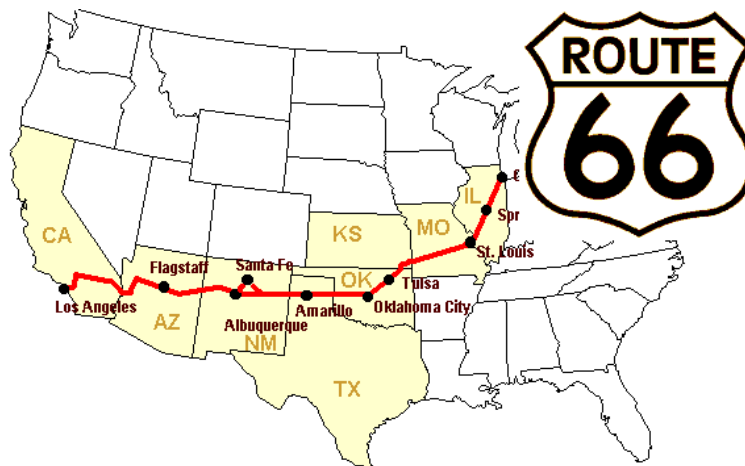 ROUTE
66
IL
Spr
CA
KS
MO
St. Louis
Flagstaff
Santa Fe
OK
Tulsa
Los Angeles
Amarillo
Oklahoma City
AZ
Albuquerque
NM
TX